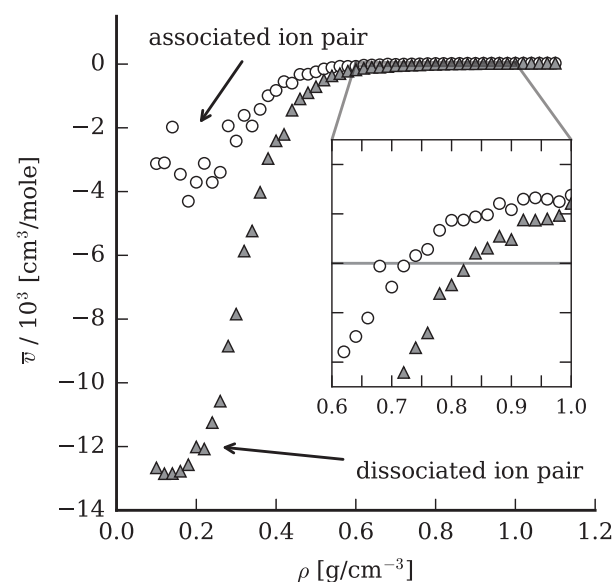 associated ion pair
0
−2
−4
−6
−8
−10
−12
−14
v̅ / 10³ [cm³/mole]
0.6 0.7 0.8 0.9 1.0
dissociated ion pair
0.0 0.2 0.4 0.6 0.8 1.0 1.2
ρ [g/cm⁻³]